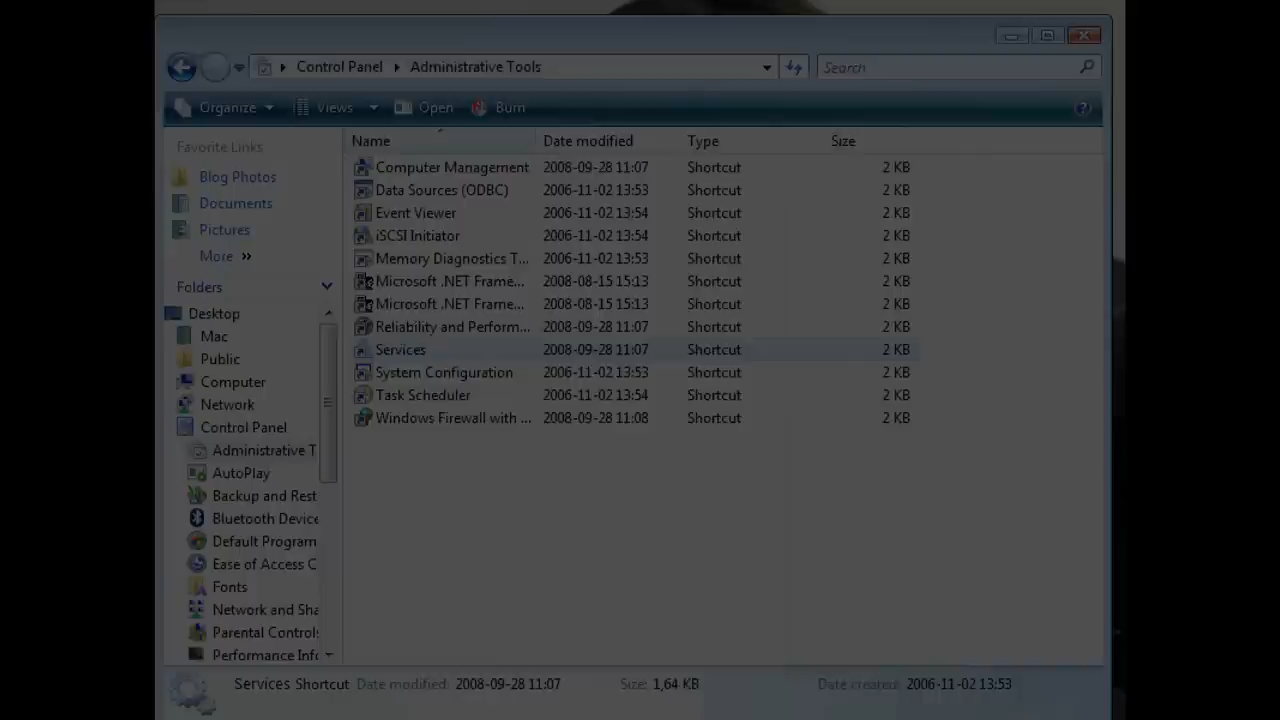 Control Panel Administrative Tools
Search
Organize Views Open Burn
Favorite Links
Blog Photos
Documents
Pictures
More »
Folders
Desktop
Mac
Public
Computer
Network
Control Panel
Administrative T
AutoPlay
Backup and Rest
Bluetooth Device
Default Program
Ease of Access C
Fonts
Network and Sha
Parental Controls
Performance Info
Name Date modified Type Size
Computer Management 2008-09-28 11:07 Shortcut 2 KB
Data Sources (ODBC) 2006-11-02 13:53 Shortcut 2 KB
Event Viewer 2006-11-02 13:54 Shortcut 2 KB
iSCSI Initiator 2006-11-02 13:54 Shortcut 2 KB
Memory Diagnostics T... 2006-11-02 13:53 Shortcut 2 KB
Microsoft .NET Frame... 2008-08-15 15:13 Shortcut 2 KB
Microsoft .NET Frame... 2008-08-15 15:13 Shortcut 2 KB
Reliability and Perform... 2008-09-28 11:07 Shortcut 2 KB
Services 2008-09-28 11:07 Shortcut 2 KB
System Configuration 2006-11-02 13:53 Shortcut 2 KB
Task Scheduler 2006-11-02 13:54 Shortcut 2 KB
Windows Firewall with ... 2008-09-28 11:08 Shortcut 2 KB
Services Shortcut Date modified: 2008-09-28 11:07 Size: 1,64 KB Date created: 2006-11-02 13:53